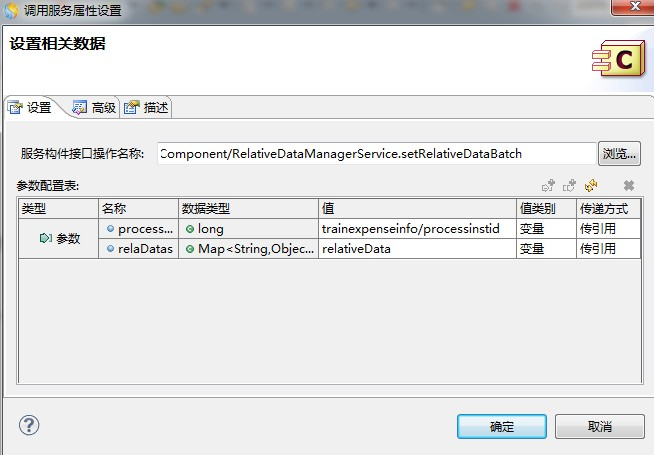 调用服务属性设置
设置相关数据
C
设置 高级 描述
服务构件接口操作名称: Component/RelativeDataManagerService.setRelativeDataBatch 浏览...
参数配置表:
类型 名称 数据类型 值 值类别 传递方式
参数 process... long trainexpenseinfo/processinstid 变量 传引用
relaDatas Map<String,Objec... relativeData 变量 传引用
确定 取消